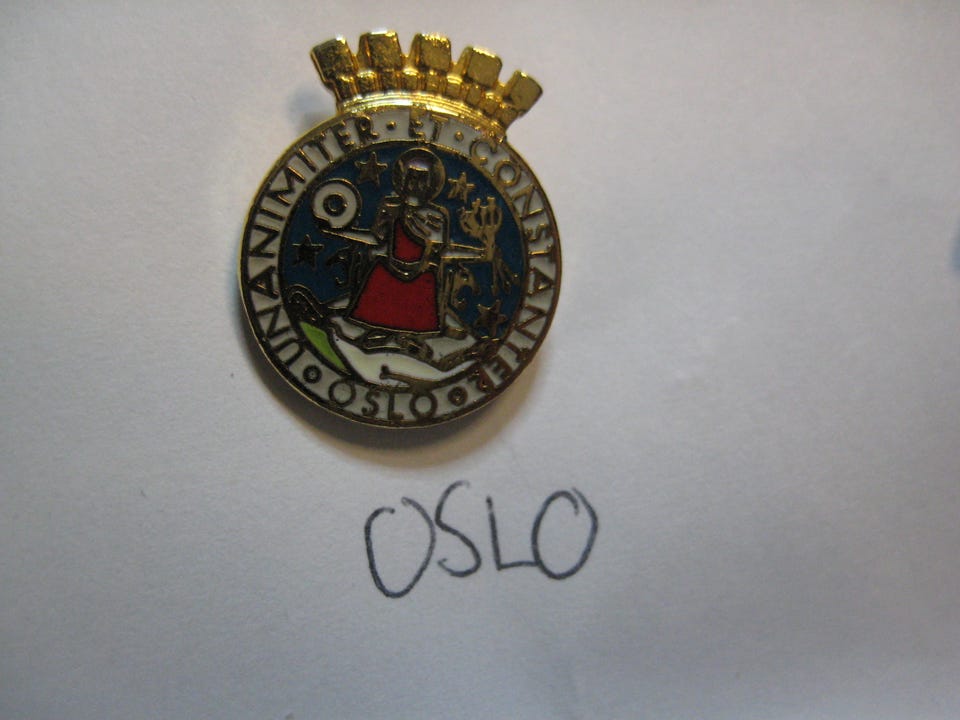 UNANIMITER · ET · CONSTANTER
OSLO
OSLO